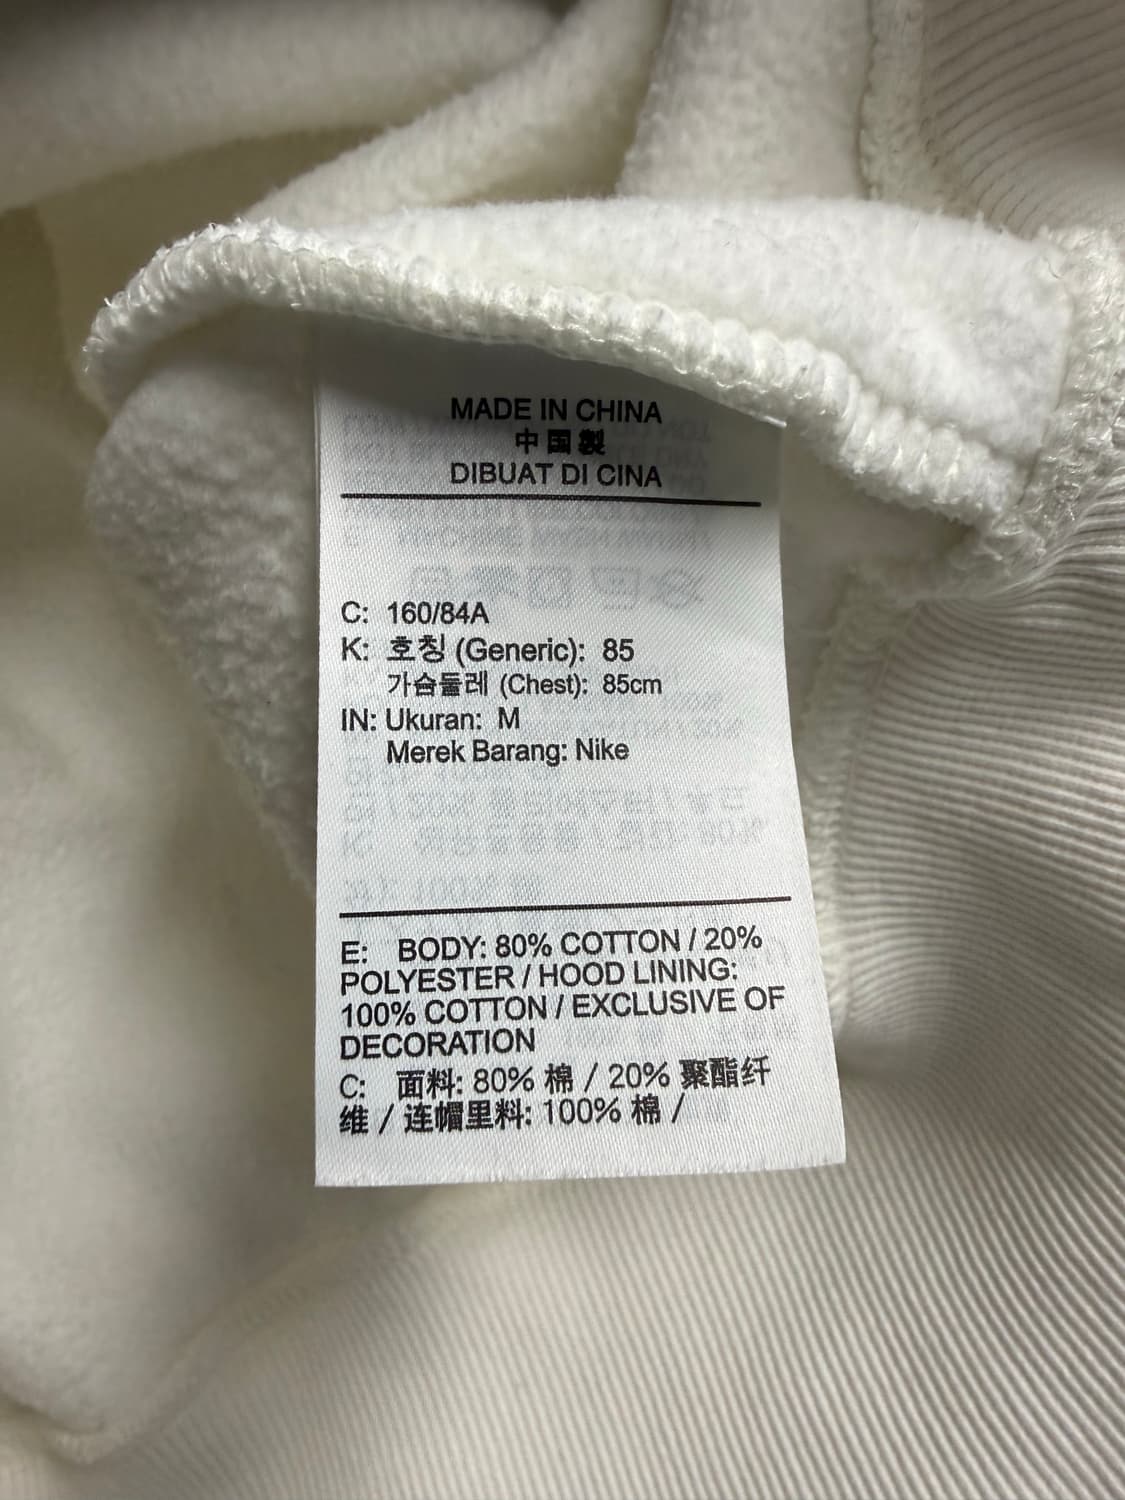 MADE IN CHINA
中国製
DIBUAT DI CINA
C: 160/84A
K: 호칭 (Generic): 85
가슴둘레 (Chest): 85cm
IN: Ukuran: M
Merek Barang: Nike
E: BODY: 80% COTTON / 20%
POLYESTER / HOOD LINING:
100% COTTON / EXCLUSIVE OF
DECORATION
C: 面料: 80% 棉 / 20% 聚酯纤
维 / 连帽里料: 100% 棉 /